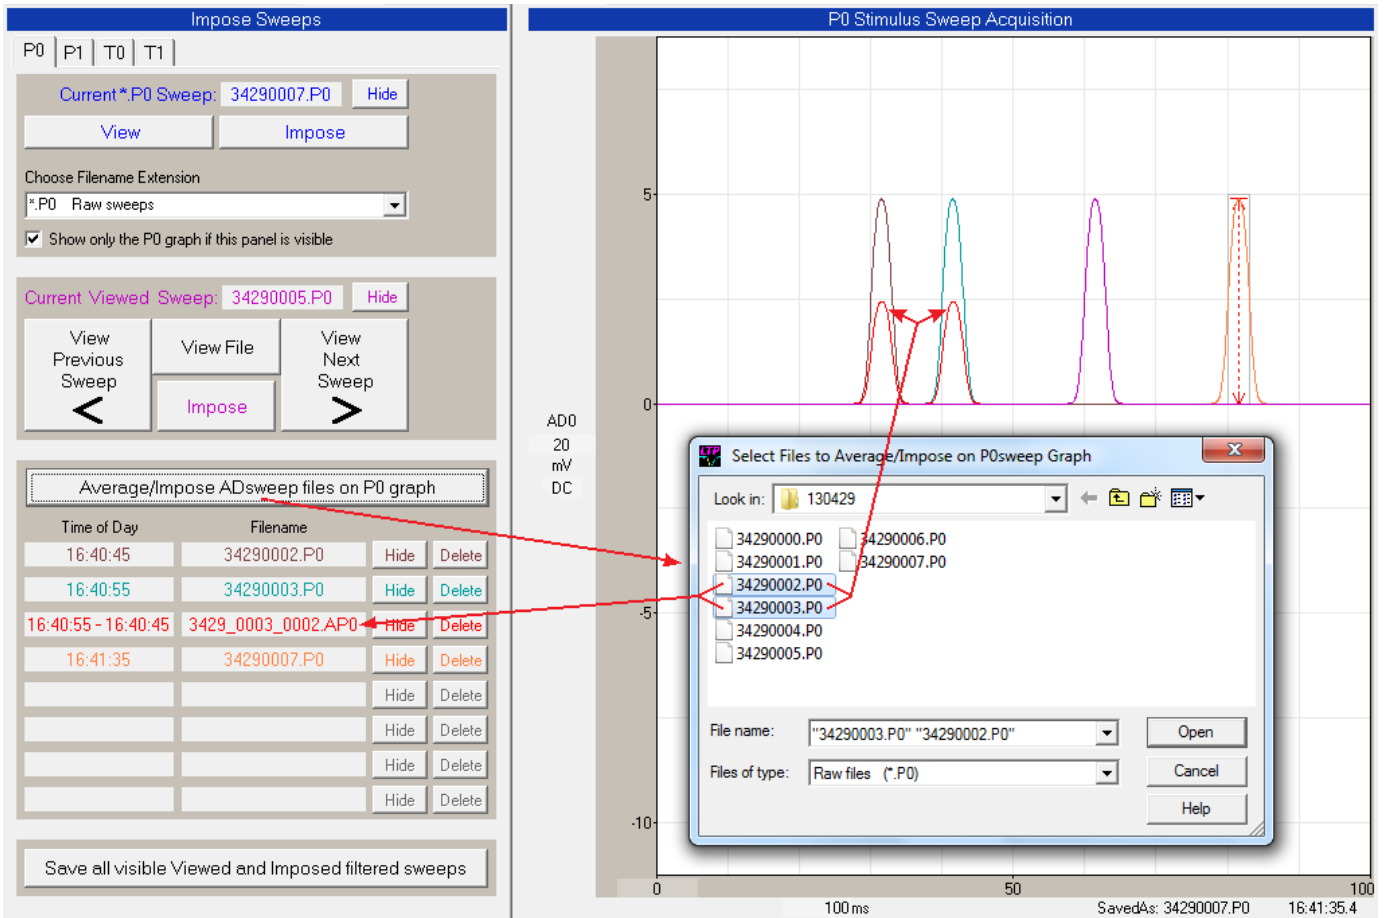 Impose Sweeps
P0 P1 T0 T1
Current *.P0 Sweep: 34290007.P0 Hide
View Impose
Choose Filename Extension
*.P0 Raw sweeps
Show only the P0 graph if this panel is visible
Current Viewed Sweep: 34290005.P0 Hide
View Previous Sweep <
View File
Impose
View Next Sweep >
Average/Impose ADsweep files on P0 graph
Time of Day Filename
16:40:45 34290002.P0 Hide Delete
16:40:55 34290003.P0 Hide Delete
16:40:55 - 16:40:45 3429_0003_0002.AP0 Hide Delete
16:41:35 34290007.P0 Hide Delete
Hide Delete
Hide Delete
Hide Delete
Hide Delete
Save all visible Viewed and Imposed filtered sweeps
P0 Stimulus Sweep Acquisition
5
0
-5
-10
AD0
20
mV
DC
0 50 100
100 ms SavedAs: 34290007.P0 16:41:35.4
LTP Select Files to Average/Impose on P0sweep Graph x
Look in: 130429
34290000.P0 34290006.P0
34290001.P0 34290007.P0
34290002.P0
34290003.P0
34290004.P0
34290005.P0
File name: "34290003.P0" "34290002.P0" Open
Files of type: Raw files (*.P0) Cancel
Help